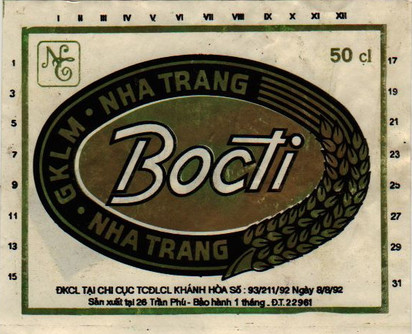 I II III IV V VI VII VIII IX X XI XII
NE
50 cl
1
3
5
7
9
11
13
15
GKLM • NHA TRANG
Bocti
• NHA TRANG
17
19
21
23
25
27
29
31
ĐKCL TẠI CHI CỤC TCĐLCL KHÁNH HÒA Số : 93/211/92 Ngày 8/8/92
Sản xuất tại 26 Trần Phú - Bảo hành 1 tháng . Đ.T. 22961